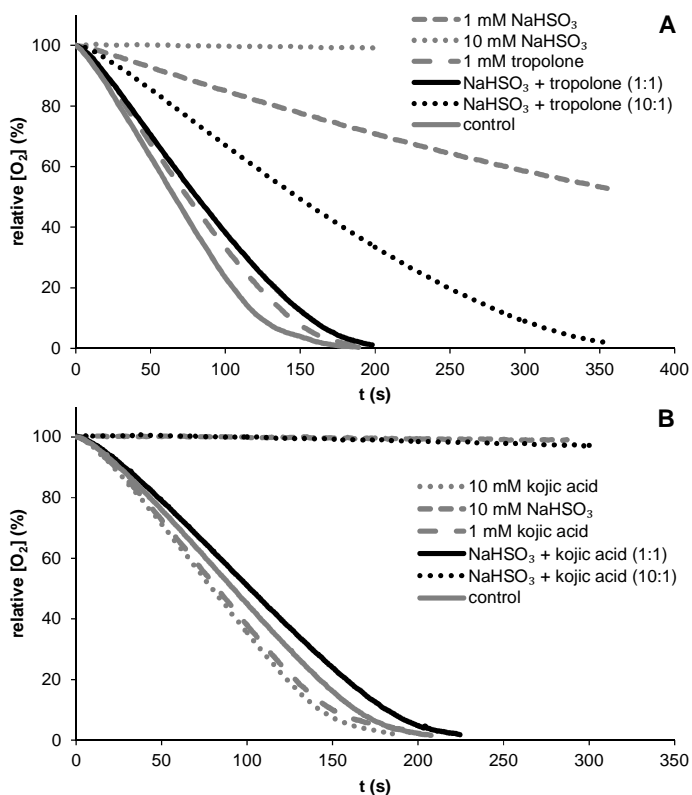 A
1 mM NaHSO₃
10 mM NaHSO₃
1 mM tropolone
NaHSO₃ + tropolone (1:1)
NaHSO₃ + tropolone (10:1)
control
relative [O₂] (%)
100
80
60
40
20
0
0 50 100 150 200 250 300 350 400
t (s)
B
10 mM kojic acid
10 mM NaHSO₃
1 mM kojic acid
NaHSO₃ + kojic acid (1:1)
NaHSO₃ + kojic acid (10:1)
control
relative [O₂] (%)
100
80
60
40
20
0
0 50 100 150 200 250 300 350
t (s)